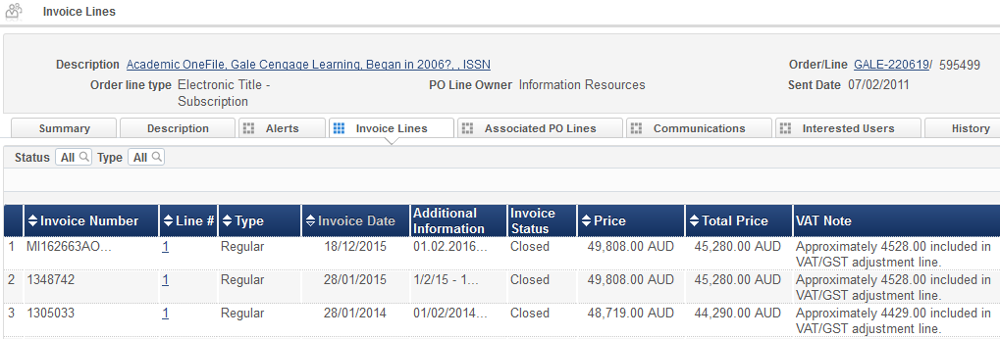 Invoice Lines
Description Academic OneFile, Gale Cengage Learning, Began in 2006?, , ISSN Order/Line GALE-220619/ 595499
Order line type Electronic Title - Subscription PO Line Owner Information Resources Sent Date 07/02/2011
Summary Description Alerts Invoice Lines Associated PO Lines Communications Interested Users History
Status All Type All
Invoice Number Line # Type Invoice Date Additional Information Invoice Status Price Total Price VAT Note
1 MI162663AO... 1 Regular 18/12/2015 01.02.2016... Closed 49,808.00 AUD 45,280.00 AUD Approximately 4528.00 included in VAT/GST adjustment line.
2 1348742 1 Regular 28/01/2015 1/2/15 - 1... Closed 49,808.00 AUD 45,280.00 AUD Approximately 4528.00 included in VAT/GST adjustment line.
3 1305033 1 Regular 28/01/2014 01/02/2014... Closed 48,719.00 AUD 44,290.00 AUD Approximately 4429.00 included in VAT/GST adjustment line.